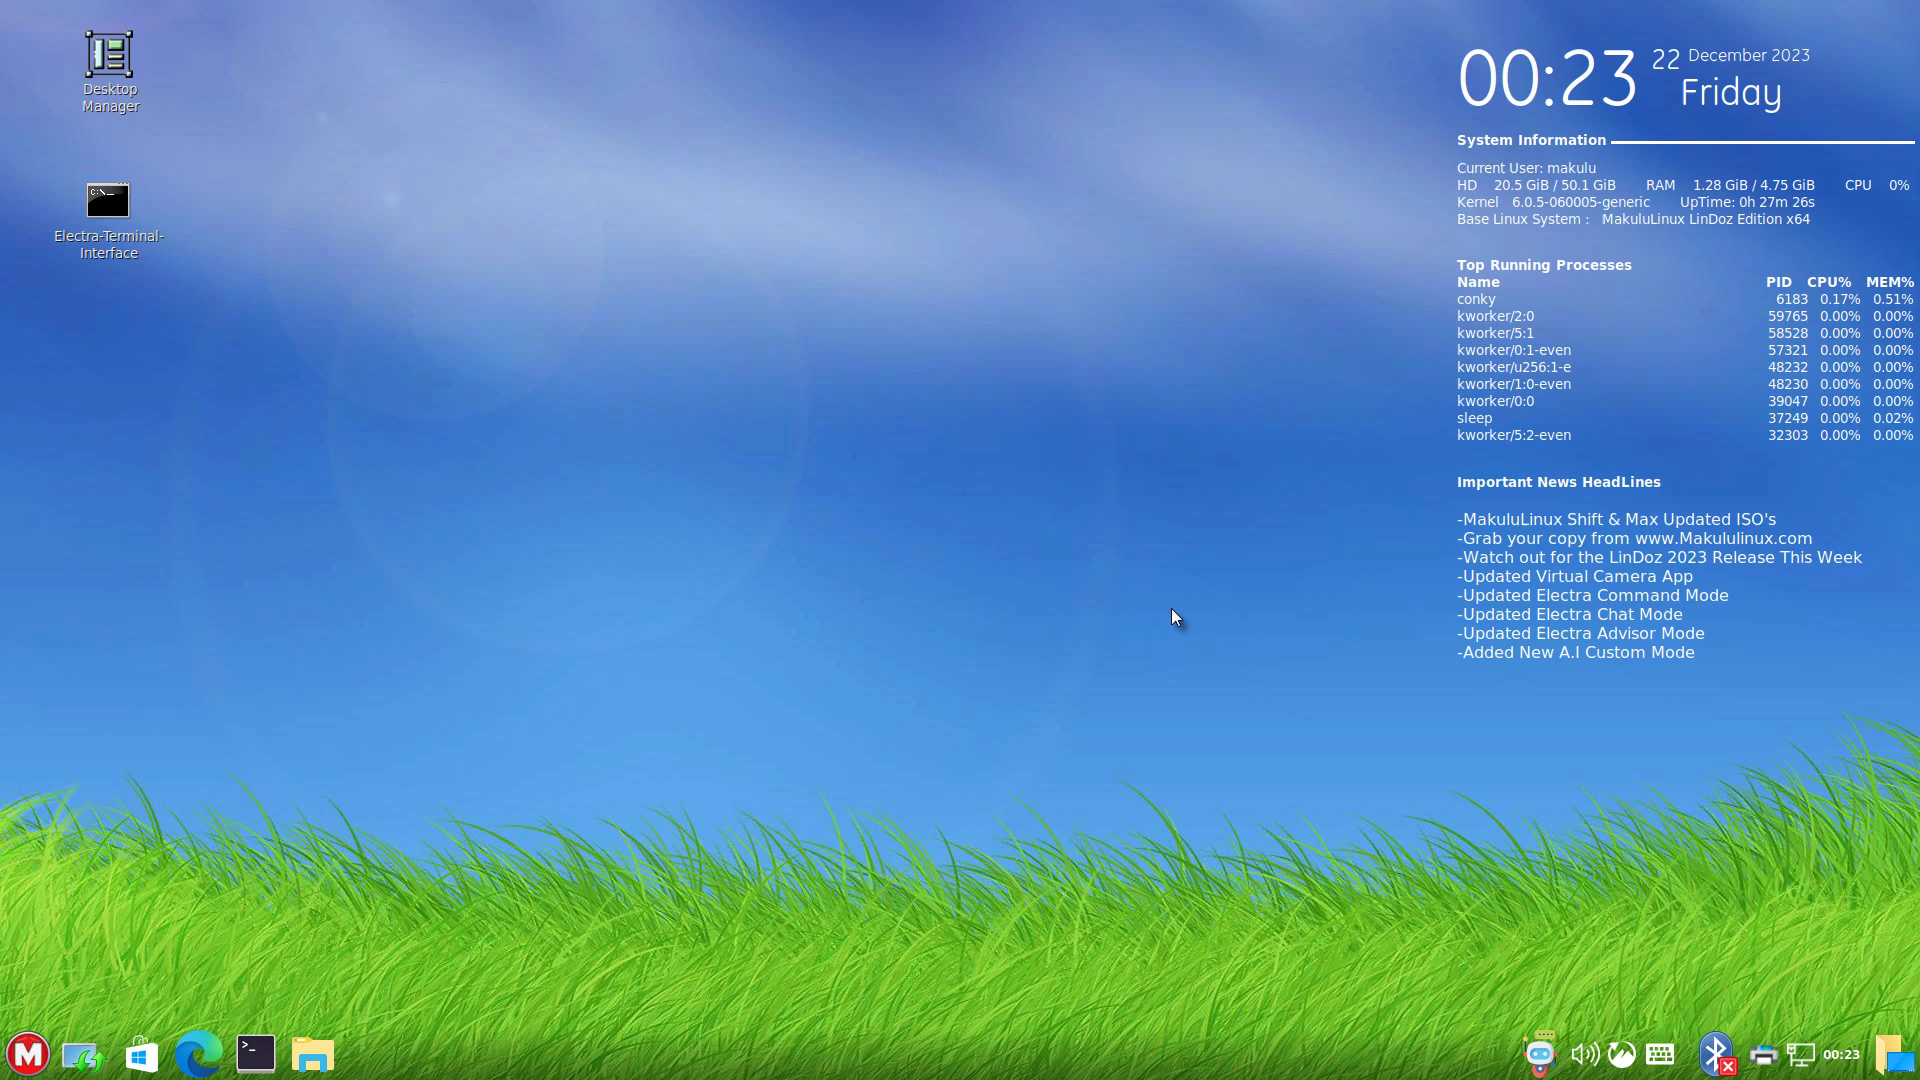 Desktop
Manager
C:\>_
Electra-Terminal-
Interface
00:23 22 December 2023
Friday
System Information
Current User: makulu
HD 20.5 GiB / 50.1 GiB RAM 1.28 GiB / 4.75 GiB CPU 0%
Kernel 6.0.5-060005-generic UpTime: 0h 27m 26s
Base Linux System : MakuluLinux LinDoz Edition x64
Top Running Processes
Name PID CPU% MEM%
conky 6183 0.17% 0.51%
kworker/2:0 59765 0.00% 0.00%
kworker/5:1 58528 0.00% 0.00%
kworker/0:1-even 57321 0.00% 0.00%
kworker/u256:1-e 48232 0.00% 0.00%
kworker/1:0-even 48230 0.00% 0.00%
kworker/0:0 39047 0.00% 0.00%
sleep 37249 0.00% 0.02%
kworker/5:2-even 32303 0.00% 0.00%
Important News HeadLines
-MakuluLinux Shift & Max Updated ISO's
-Grab your copy from www.Makululinux.com
-Watch out for the LinDoz 2023 Release This Week
-Updated Virtual Camera App
-Updated Electra Command Mode
-Updated Electra Chat Mode
-Updated Electra Advisor Mode
-Added New A.I Custom Mode
M
>_
00:23